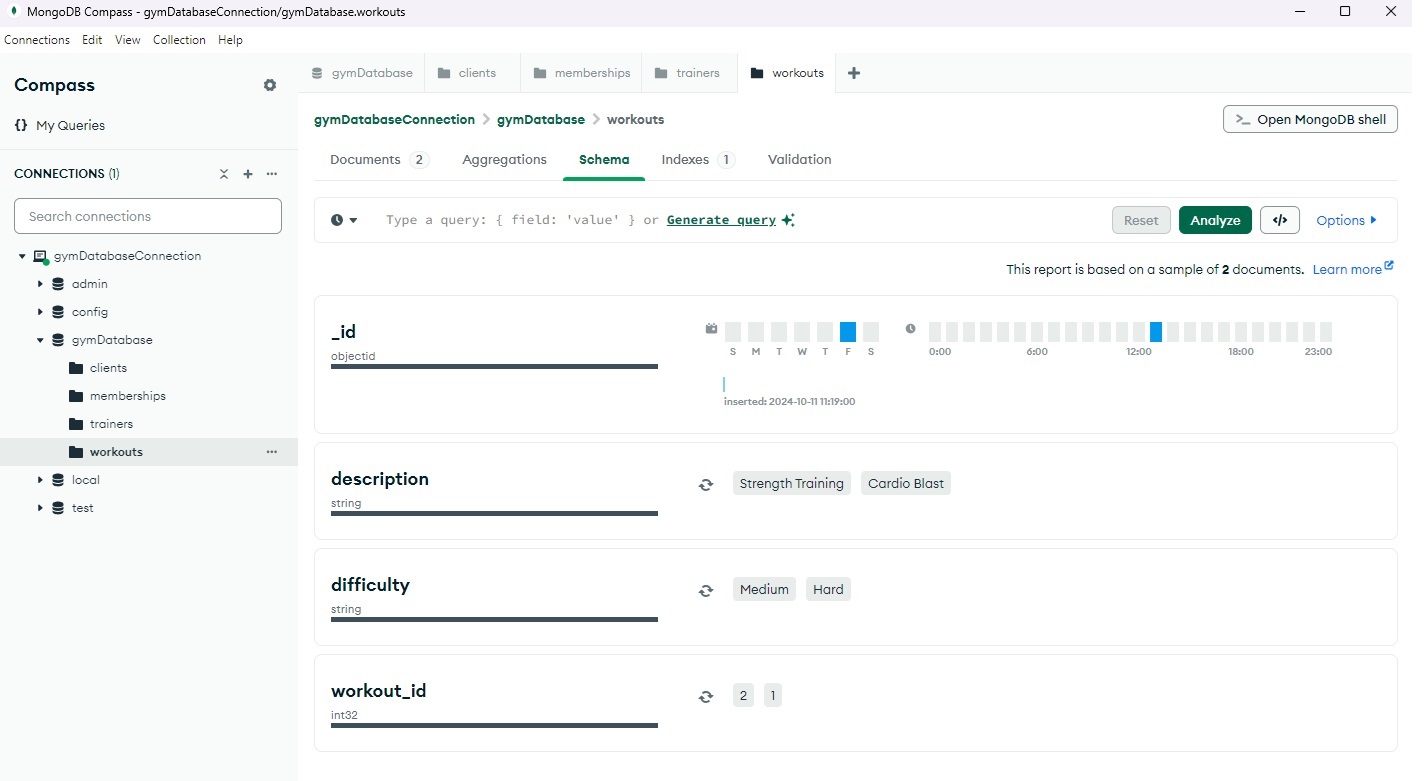 MongoDB Compass - gymDatabaseConnection/gymDatabase.workouts
Connections Edit View Collection Help
Compass
{} My Queries
CONNECTIONS (1)
Search connections
gymDatabaseConnection
admin
config
gymDatabase
clients
memberships
trainers
workouts
local
test
gymDatabase clients memberships trainers workouts
gymDatabaseConnection > gymDatabase > workouts
>_ Open MongoDB shell
Documents 2 Aggregations Schema Indexes 1 Validation
Type a query: { field: 'value' } or Generate query
Reset Analyze </> Options
This report is based on a sample of 2 documents. Learn more
_id
objectid
S M T W T F S
0:00 6:00 12:00 18:00 23:00
inserted: 2024-10-11 11:19:00
description
string
Strength Training Cardio Blast
difficulty
string
Medium Hard
workout_id
int32
2 1